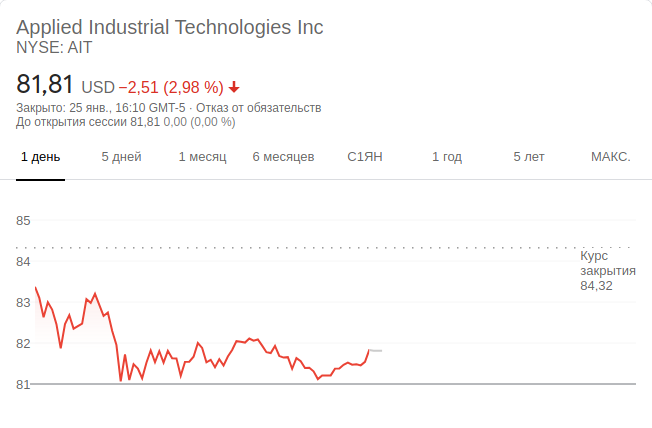 Applied Industrial Technologies Inc
NYSE: AIT
81,81 USD −2,51 (2,98 %)
Закрыто: 25 янв., 16:10 GMT-5 · Отказ от обязательств
До открытия сессии 81,81 0,00 (0,00 %)
1 день 5 дней 1 месяц 6 месяцев С1ЯН 1 год 5 лет МАКС.
85
84
Курс
закрытия
84,32
83
82
81